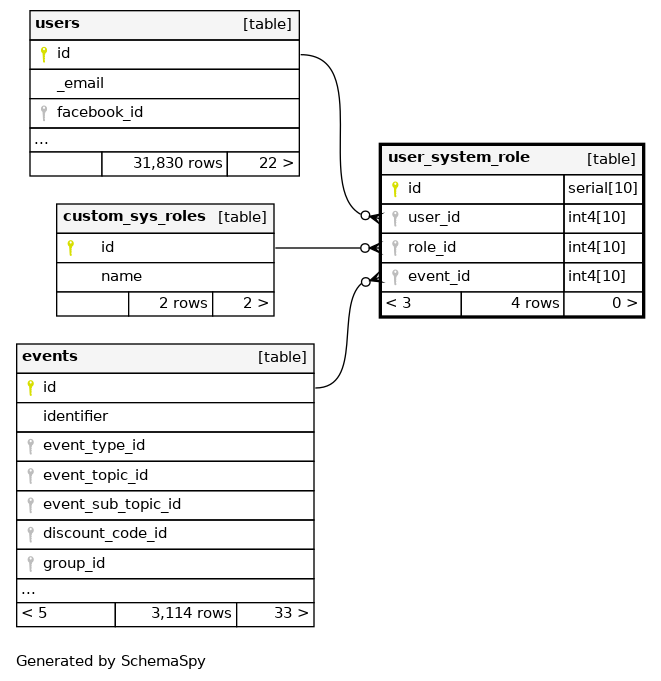 users [table]
id
_email
facebook_id
...
31,830 rows 22 >
user_system_role [table]
id serial[10]
user_id int4[10]
role_id int4[10]
event_id int4[10]
< 3 4 rows 0 >
custom_sys_roles [table]
id
name
2 rows 2 >
events [table]
id
identifier
event_type_id
event_topic_id
event_sub_topic_id
discount_code_id
group_id
...
< 5 3,114 rows 33 >
Generated by SchemaSpy